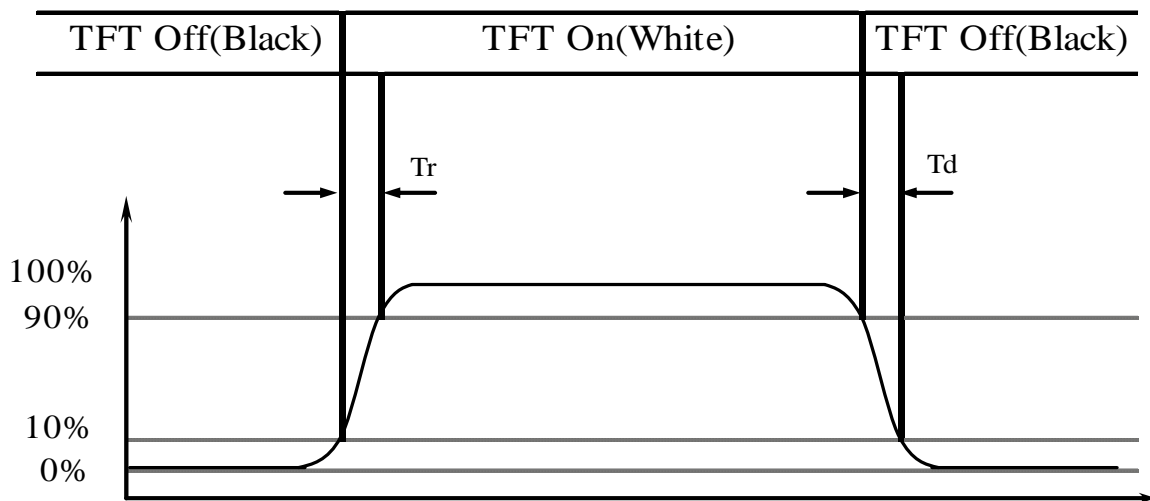 TFT Off(Black) TFT On(White) TFT Off(Black)
Tr Td
100%
90%
10%
0%